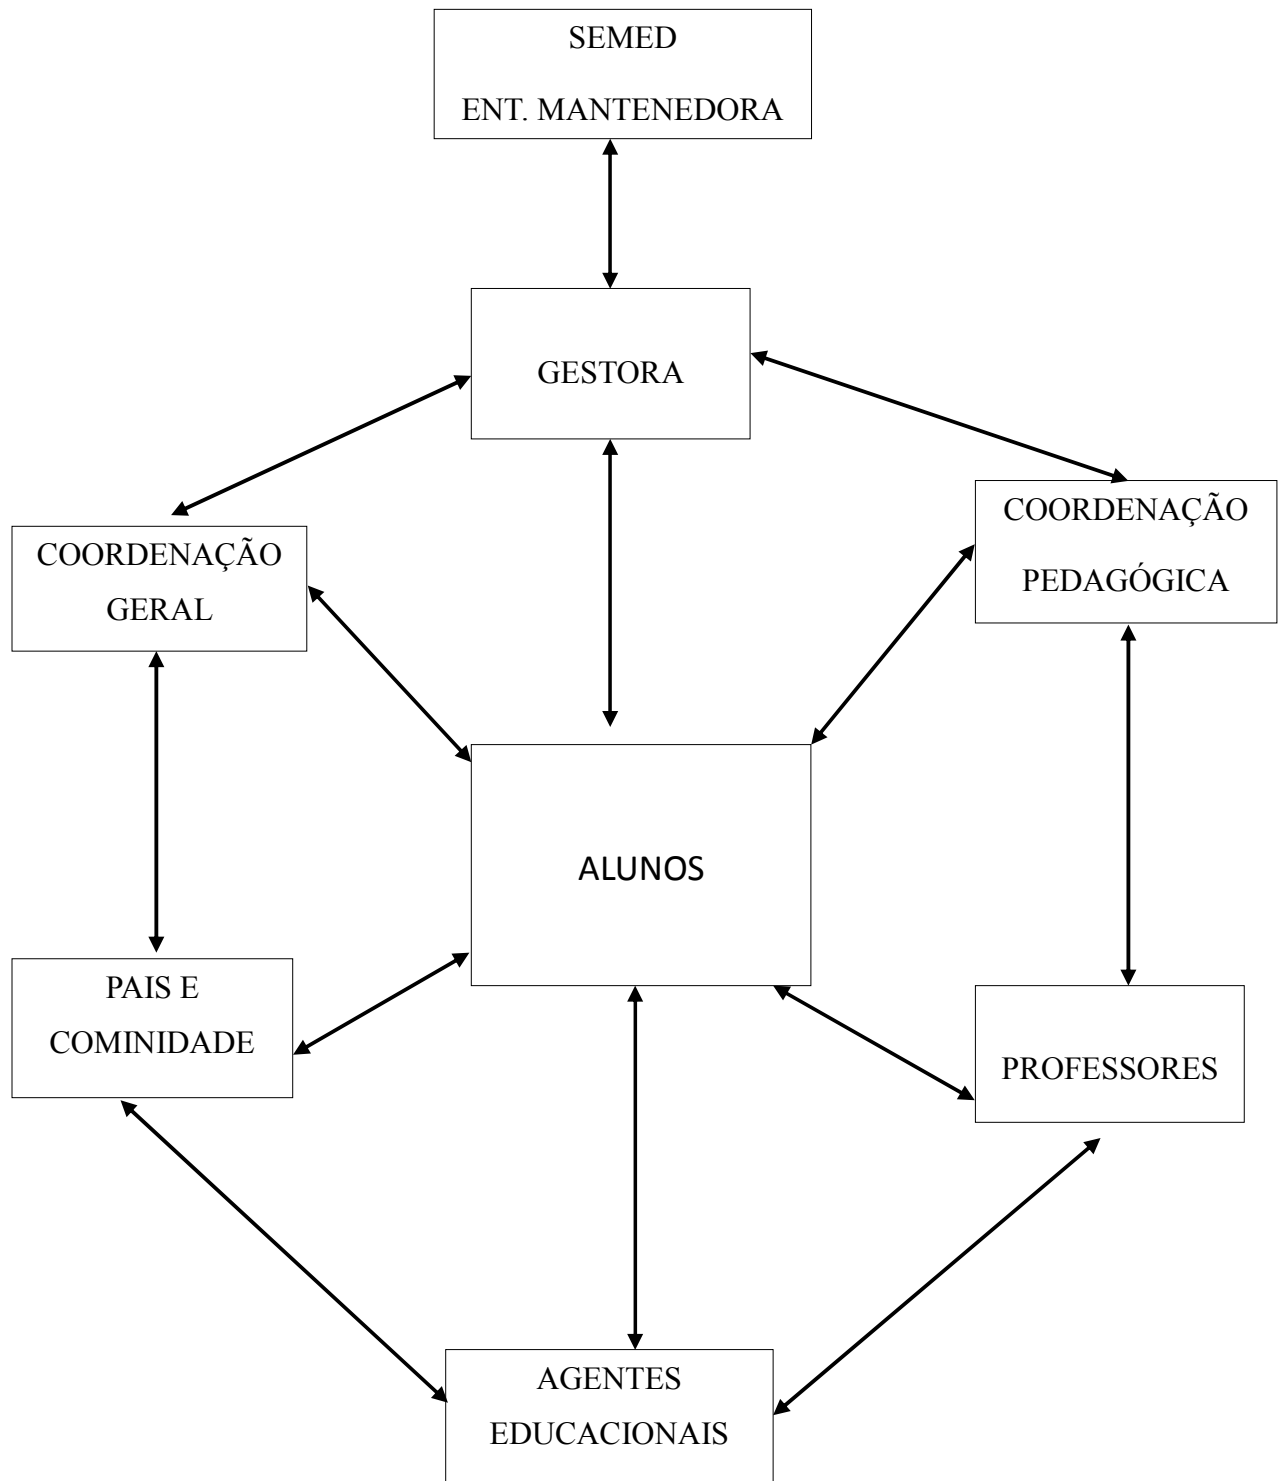 SEMED
ENT. MANTENEDORA
GESTORA
COORDENAÇÃO
PEDAGÓGICA
COORDENAÇÃO
GERAL
ALUNOS
PAIS E
COMINIDADE
PROFESSORES
AGENTES
EDUCACIONAIS